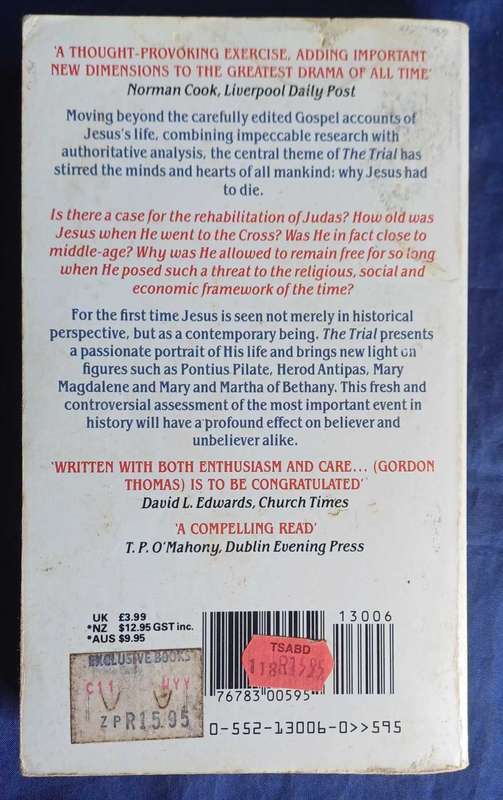 'A THOUGHT-PROVOKING EXERCISE, ADDING IMPORTANT
NEW DIMENSIONS TO THE GREATEST DRAMA OF ALL TIME'
Norman Cook, Liverpool Daily Post
Moving beyond the carefully edited Gospel accounts of
Jesus's life, combining impeccable research with
authoritative analysis, the central theme of The Trial has
stirred the minds and hearts of all mankind: why Jesus had
to die.
Is there a case for the rehabilitation of Judas? How old was
Jesus when He went to the Cross? Was He in fact close to
middle-age? Why was He allowed to remain free for so long
when He posed such a threat to the religious, social and
economic framework of the time?
For the first time Jesus is seen not merely in historical
perspective, but as a contemporary being. The Trial presents
a passionate portrait of His life and brings new light on
figures such as Pontius Pilate, Herod Antipas, Mary
Magdalene and Mary and Martha of Bethany. This fresh and
controversial assessment of the most important event in
history will have a profound effect on believer and
unbeliever alike.
'WRITTEN WITH BOTH ENTHUSIASM AND CARE... (GORDON
THOMAS) IS TO BE CONGRATULATED'
David L. Edwards, Church Times
'A COMPELLING READ'
T. P. O'Mahony, Dublin Evening Press
UK £3.99
*NZ $12.95 GST inc.
*AUS $9.95
13006
TSABD
EXCLUSIVE BOOKS
C11 HYY
ZPR15.95
76783 00595
0-552-13006-0>>595